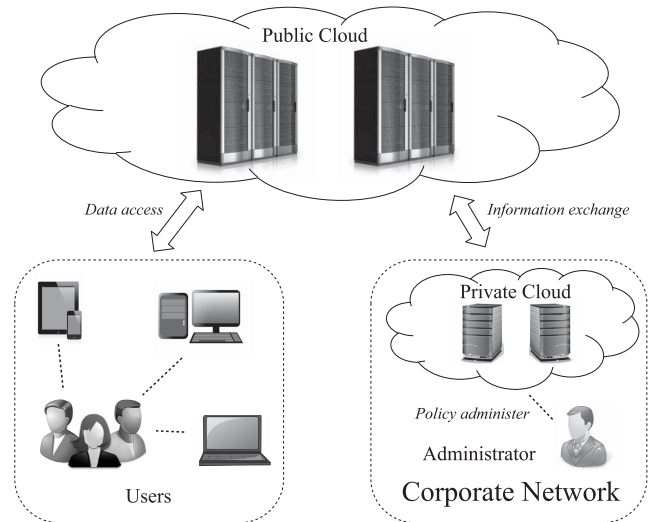 Public Cloud
Data access
Information exchange
Private Cloud
Policy administer
Administrator
Users
Corporate Network